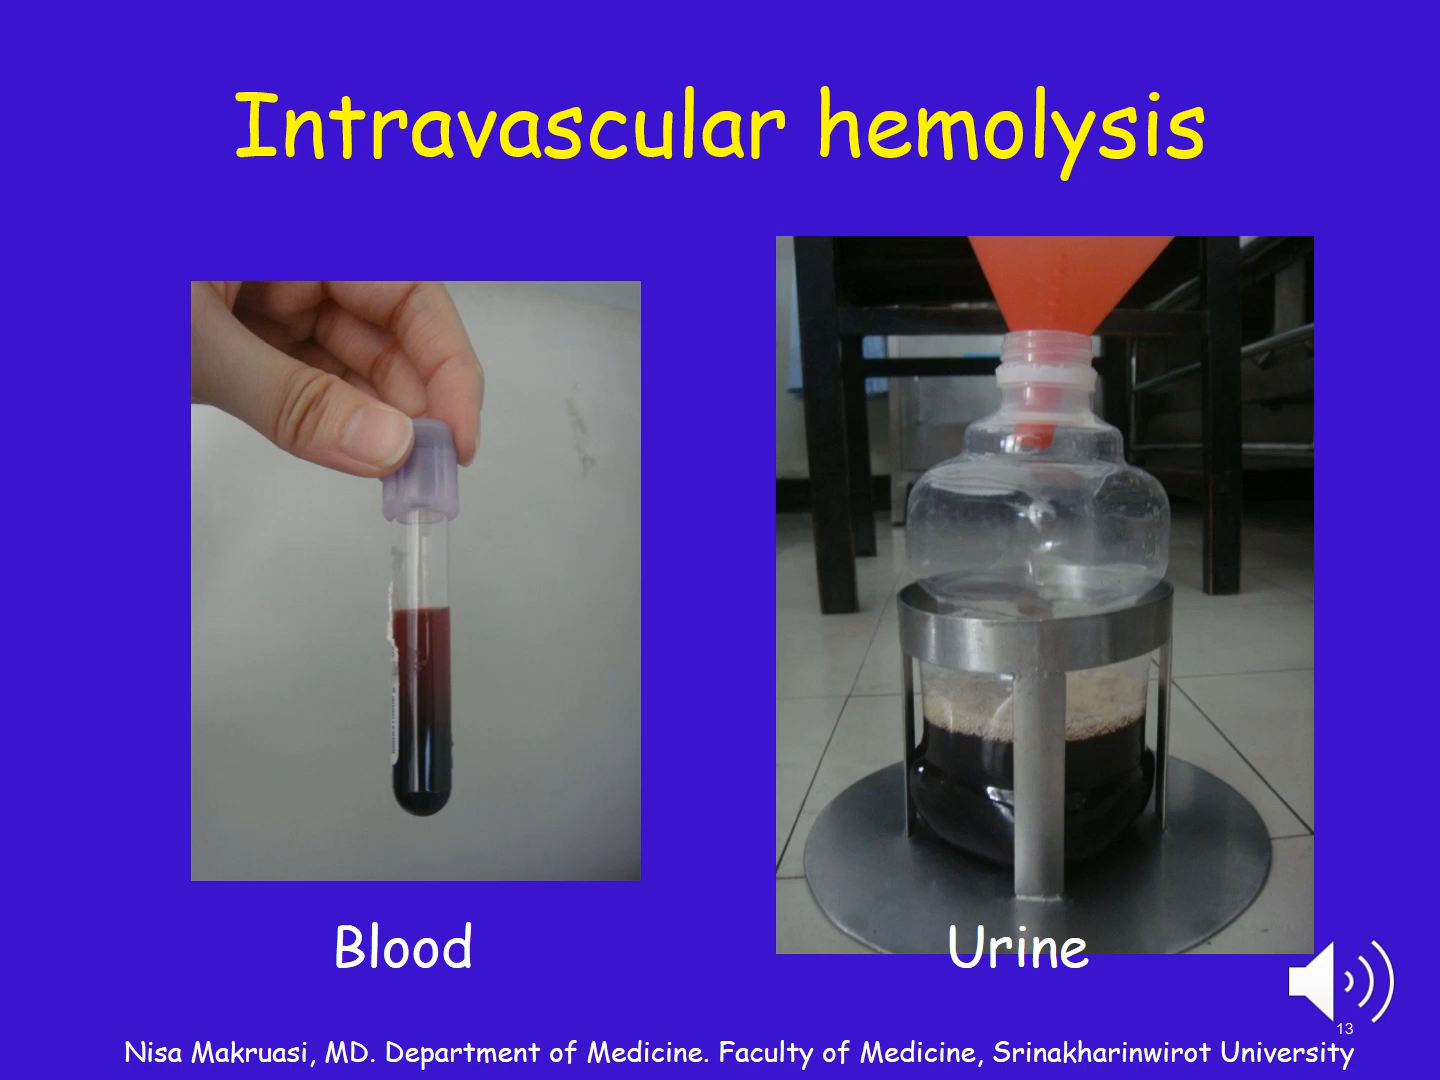 Intravascular hemolysis
Blood
Urine
13
Nisa Makruasi, MD. Department of Medicine. Faculty of Medicine, Srinakharinwirot University